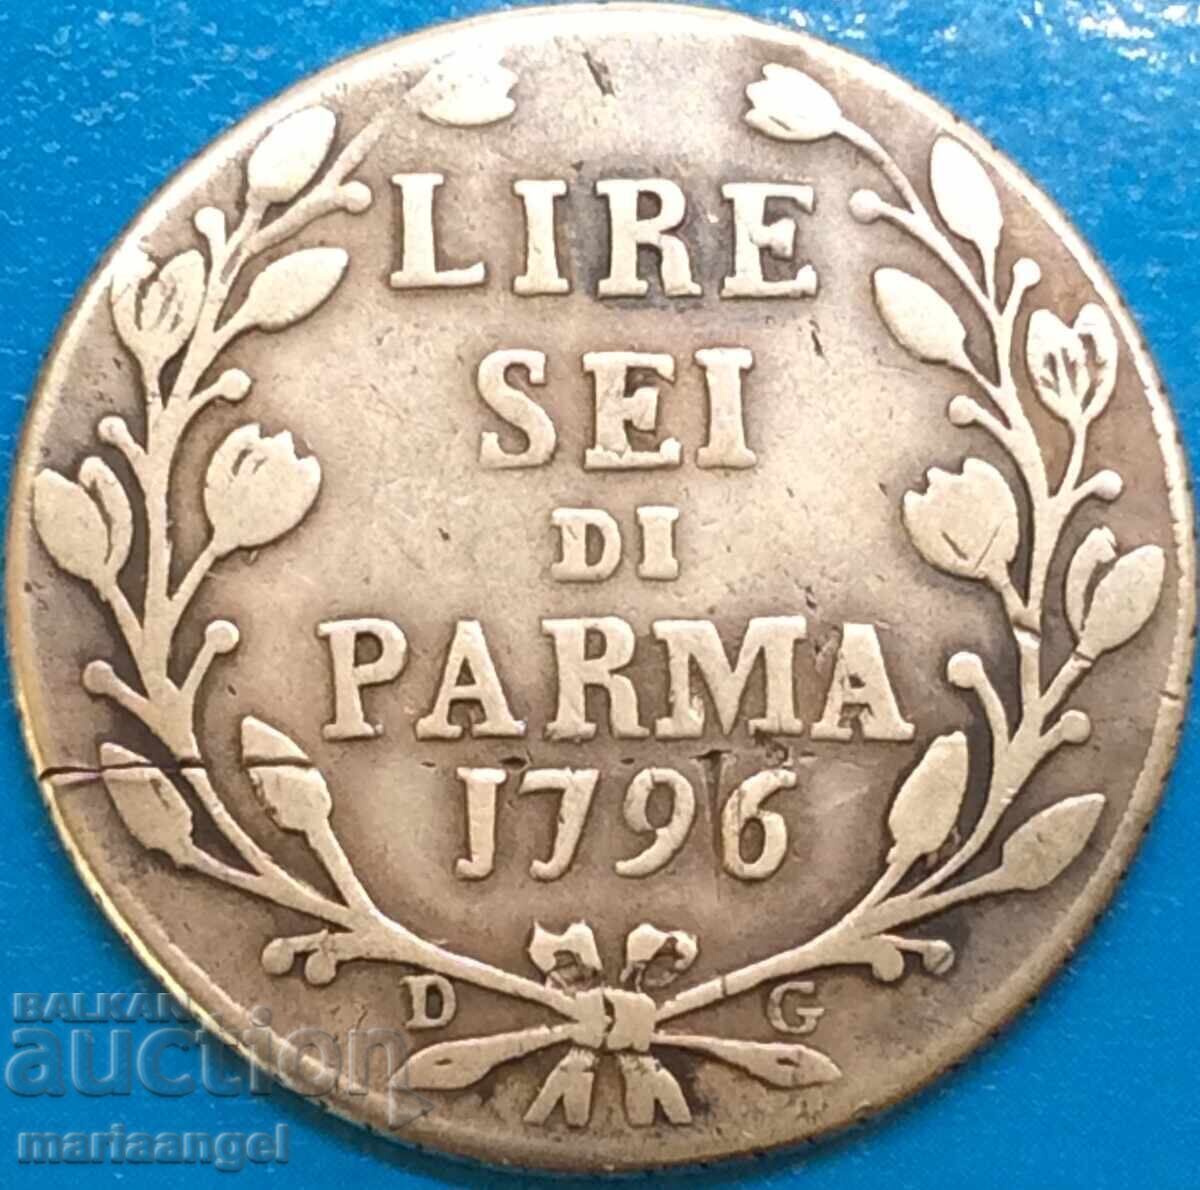 LIRE
SEI
DI
PARMA
1796
D G
BALKAN
auction
mariaangel